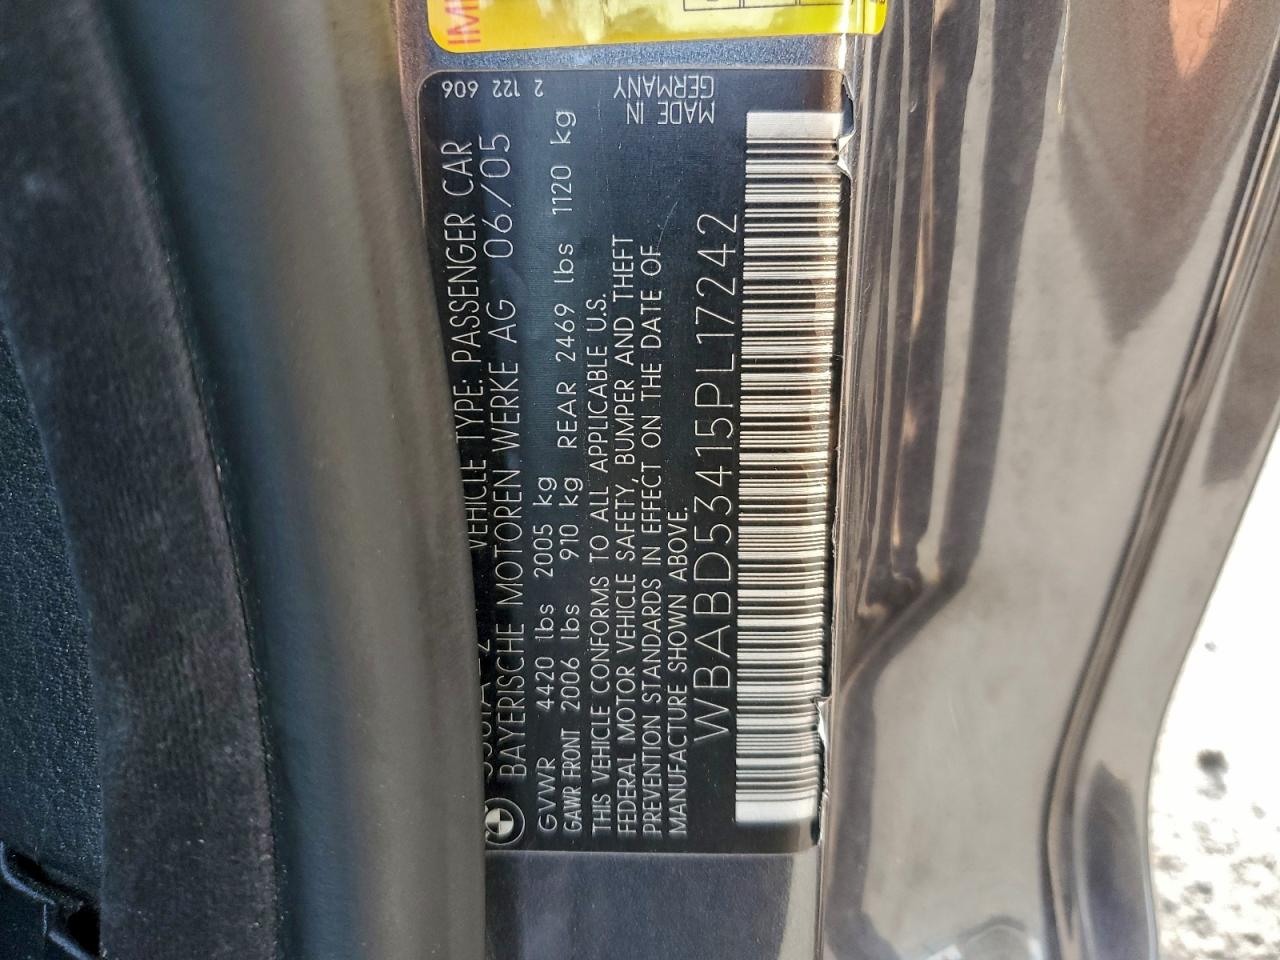 VEHICLE TYPE: PASSENGER CAR
BAYERISCHE MOTOREN WERKE AG 06/05
GVWR 4420 lbs 2005 kg
GAWR FRONT 2006 lbs 910 kg REAR 2469 lbs 1120 kg
THIS VEHICLE CONFORMS TO ALL APPLICABLE U.S.
FEDERAL MOTOR VEHICLE SAFETY, BUMPER AND THEFT
PREVENTION STANDARDS IN EFFECT ON THE DATE OF
MANUFACTURE SHOWN ABOVE.
WBABD53415PL17242
2 122 606
MADE IN
GERMANY